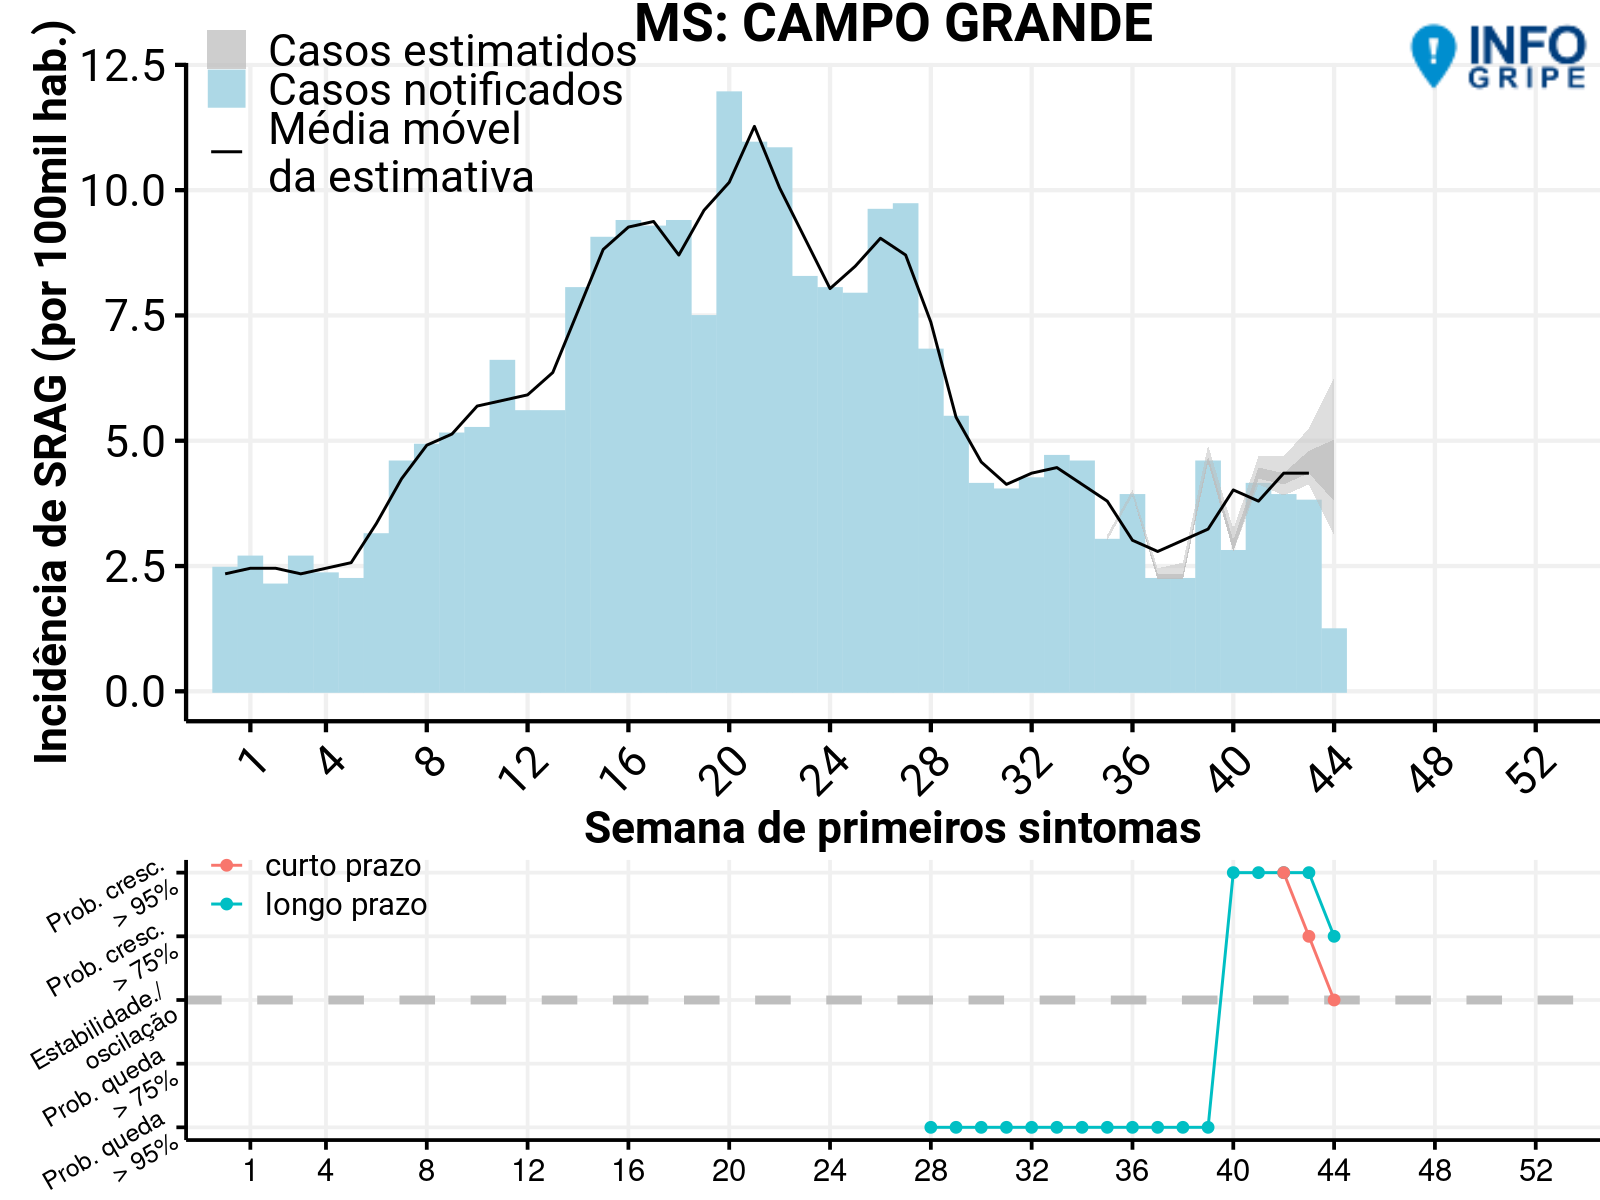 MS: CAMPO GRANDE
INFO
GRIPE
Casos estimatidos
Casos notificados
Média móvel
da estimativa
Incidência de SRAG (por 100mil hab.)
12.5
10.0
7.5
5.0
2.5
0.0
1 4 8 12 16 20 24 28 32 36 40 44 48 52
Semana de primeiros sintomas
curto prazo
longo prazo
Prob. cresc.
> 95%
Prob. cresc.
> 75%
Estabilidade./
oscilação
Prob. queda
> 75%
Prob. queda
> 95%
1 4 8 12 16 20 24 28 32 36 40 44 48 52